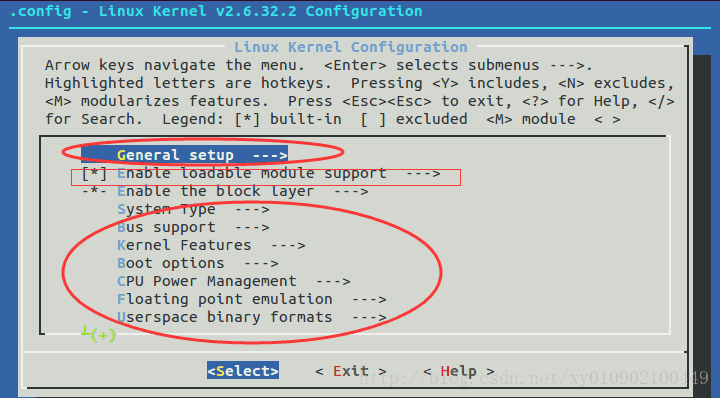 .config - Linux Kernel v2.6.32.2 Configuration
Linux Kernel Configuration
Arrow keys navigate the menu. <Enter> selects submenus --->.
Highlighted letters are hotkeys. Pressing <Y> includes, <N> excludes,
<M> modularizes features. Press <Esc><Esc> to exit, <?> for Help, </>
for Search. Legend: [*] built-in [ ] excluded <M> module < >
General setup --->
[*] Enable loadable module support --->
-*- Enable the block layer --->
System Type --->
Bus support --->
Kernel Features --->
Boot options --->
CPU Power Management --->
Floating point emulation --->
Userspace binary formats --->
┴(+)
<Select> < Exit > < Help >
http://blog.csdn.net/xy010902100449